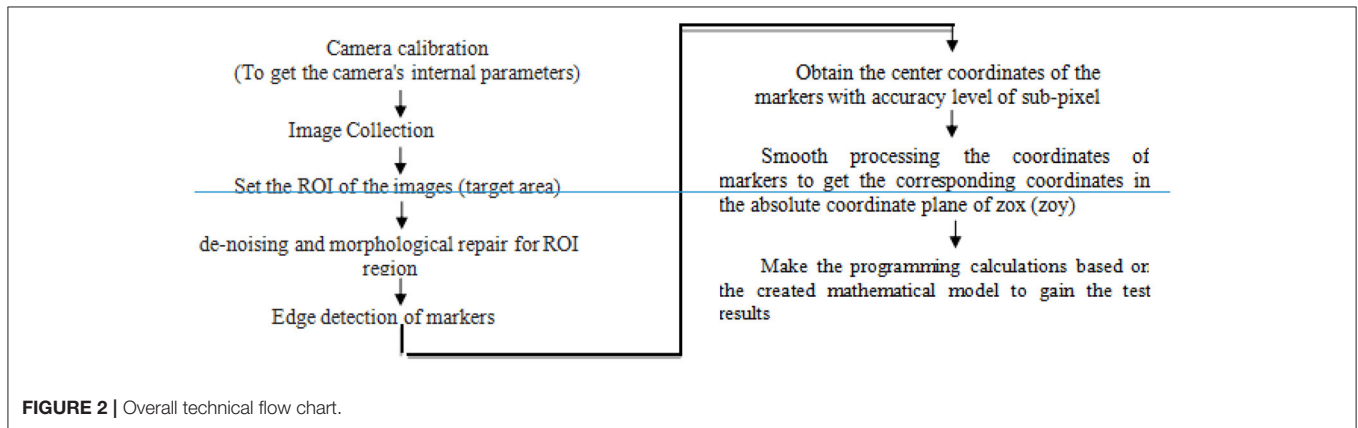 Camera calibration
(To get the camera's internal parameters)
Image Collection
Set the ROI of the images (target area)
de-noising and morphological repair for ROI
region
Edge detection of markers
Obtain the center coordinates of the
markers with accuracy level of sub-pixel
Smooth processing the coordinates of
markers to get the corresponding coordinates in
the absolute coordinate plane of zox (zoy)
Make the programming calculations based on
the created mathematical model to gain the test
results
FIGURE 2 | Overall technical flow chart.